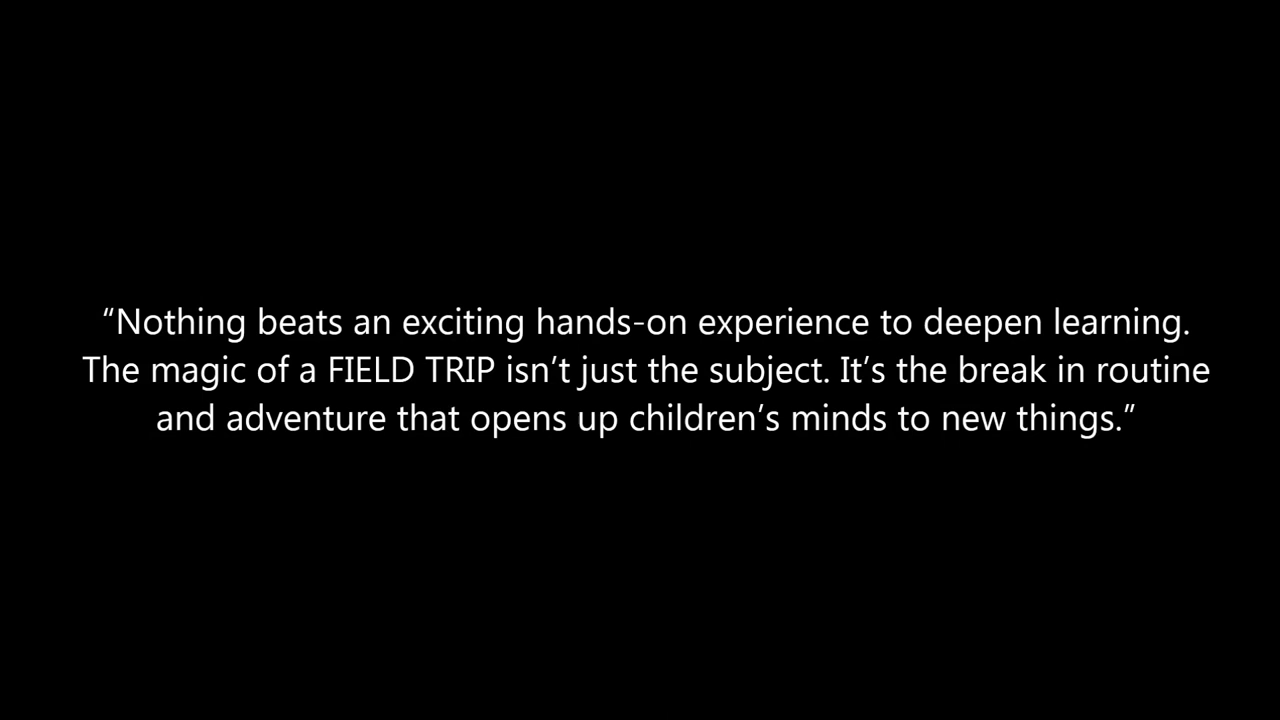 “Nothing beats an exciting hands-on experience to deepen learning.
The magic of a FIELD TRIP isn’t just the subject. It’s the break in routine
and adventure that opens up children’s minds to new things.”